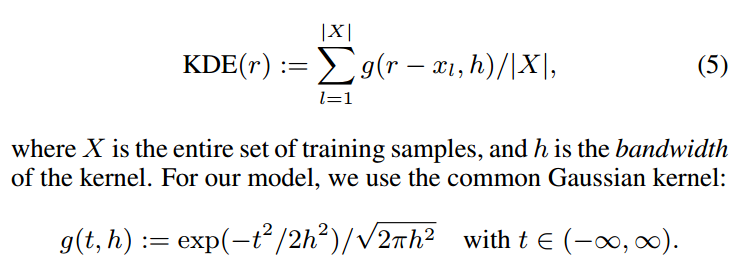 KDE(r) := ∑_{l=1}^{|X|} g(r − x_l, h)/|X|, (5)
where X is the entire set of training samples, and h is the bandwidth
of the kernel. For our model, we use the common Gaussian kernel:
g(t, h) := exp(−t²/2h²)/√(2πh²) with t ∈ (−∞, ∞).